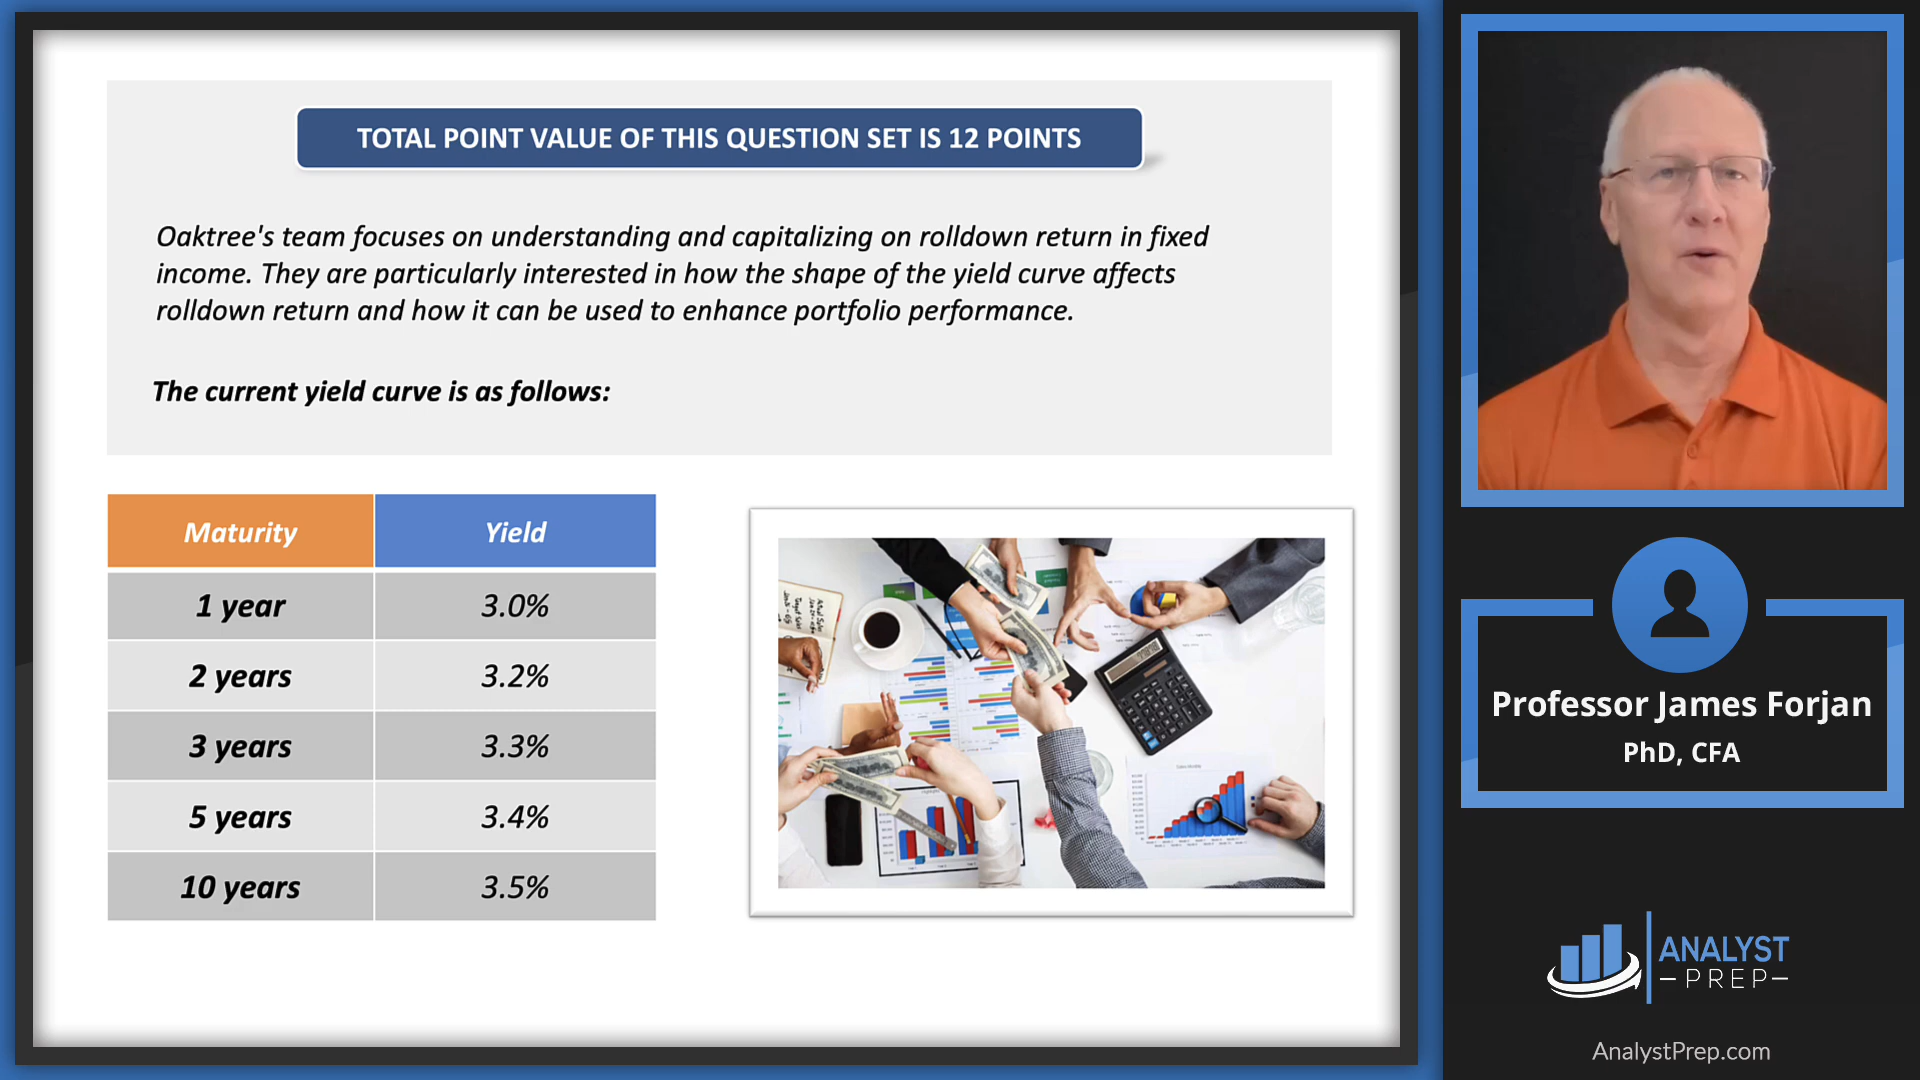 TOTAL POINT VALUE OF THIS QUESTION SET IS 12 POINTS
Oaktree's team focuses on understanding and capitalizing on rolldown return in fixed
income. They are particularly interested in how the shape of the yield curve affects
rolldown return and how it can be used to enhance portfolio performance.
The current yield curve is as follows:
Maturity Yield
1 year 3.0%
2 years 3.2%
3 years 3.3%
5 years 3.4%
10 years 3.5%
Professor James Forjan
PhD, CFA
ANALYST
PREP
AnalystPrep.com